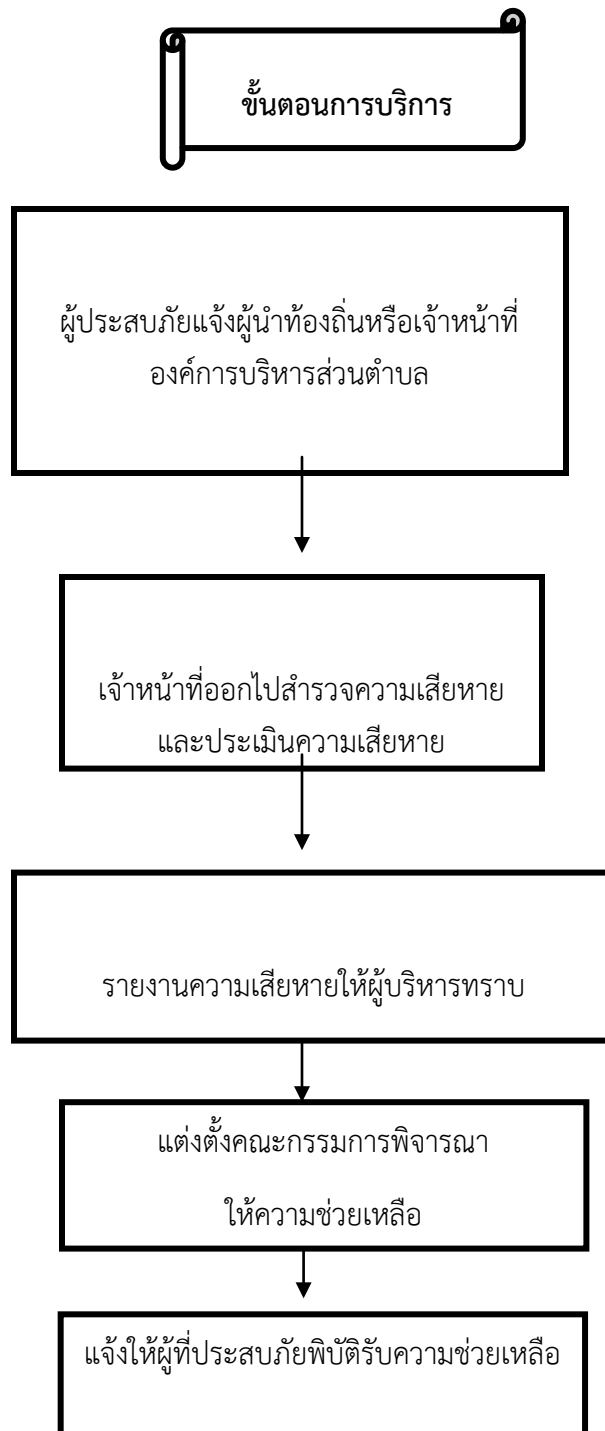 ขั้นตอนการบริการ
ผู้ประสบภัยแจ้งผู้นำท้องถิ่นหรือเจ้าหน้าที่
องค์การบริหารส่วนตำบล
เจ้าหน้าที่ออกไปสำรวจความเสียหาย
และประเมินความเสียหาย
รายงานความเสียหายให้ผู้บริหารทราบ
แต่งตั้งคณะกรรมการพิจารณา
ให้ความช่วยเหลือ
แจ้งให้ผู้ที่ประสบภัยพิบัติรับความช่วยเหลือ